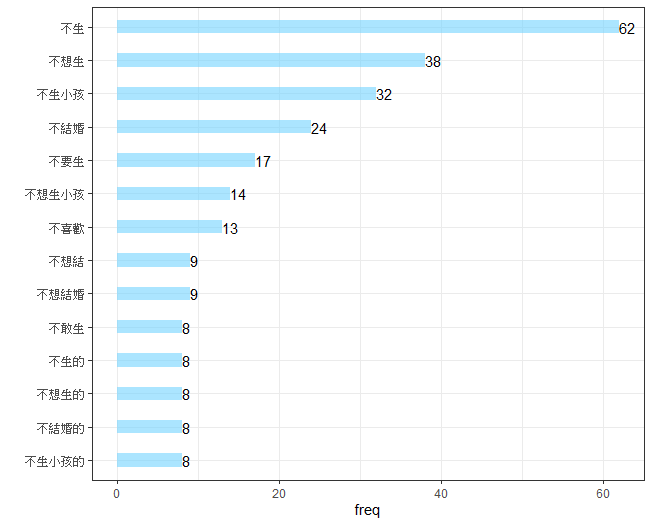 不生 62
不想生 38
不生小孩 32
不結婚 24
不要生 17
不想生小孩 14
不喜歡 13
不想結 9
不想結婚 9
不敢生 8
不生的 8
不想生的 8
不結婚的 8
不生小孩的 8
0 20 40 60
freq